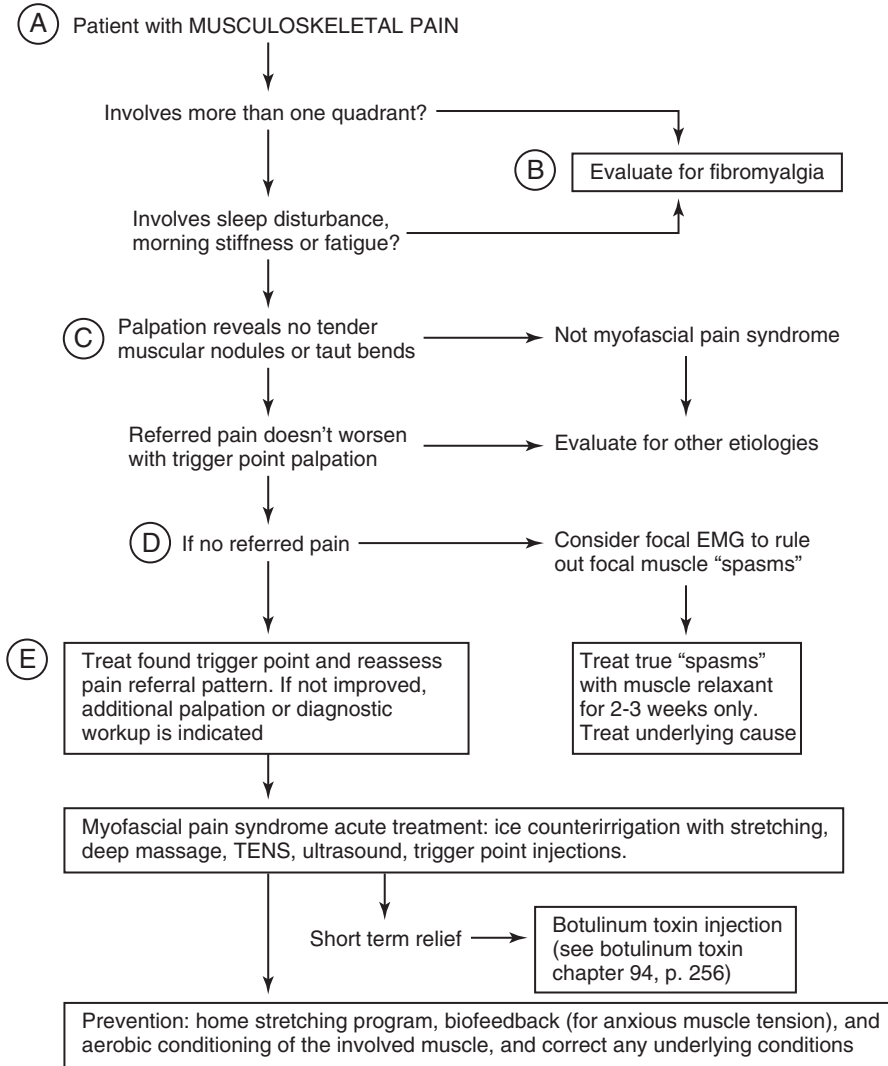 A Patient with MUSCULOSKELETAL PAIN
Involves more than one quadrant?
B Evaluate for fibromyalgia
Involves sleep disturbance,
morning stiffness or fatigue?
C Palpation reveals no tender
muscular nodules or taut bends
Not myofascial pain syndrome
Referred pain doesn't worsen
with trigger point palpation
Evaluate for other etiologies
D If no referred pain
Consider focal EMG to rule
out focal muscle “spasms”
E
Treat found trigger point and reassess
pain referral pattern. If not improved,
additional palpation or diagnostic
workup is indicated
Treat true “spasms”
with muscle relaxant
for 2-3 weeks only.
Treat underlying cause
Myofascial pain syndrome acute treatment: ice counterirrigation with stretching,
deep massage, TENS, ultrasound, trigger point injections.
Short term relief
Botulinum toxin injection
(see botulinum toxin
chapter 94, p. 256)
Prevention: home stretching program, biofeedback (for anxious muscle tension), and
aerobic conditioning of the involved muscle, and correct any underlying conditions